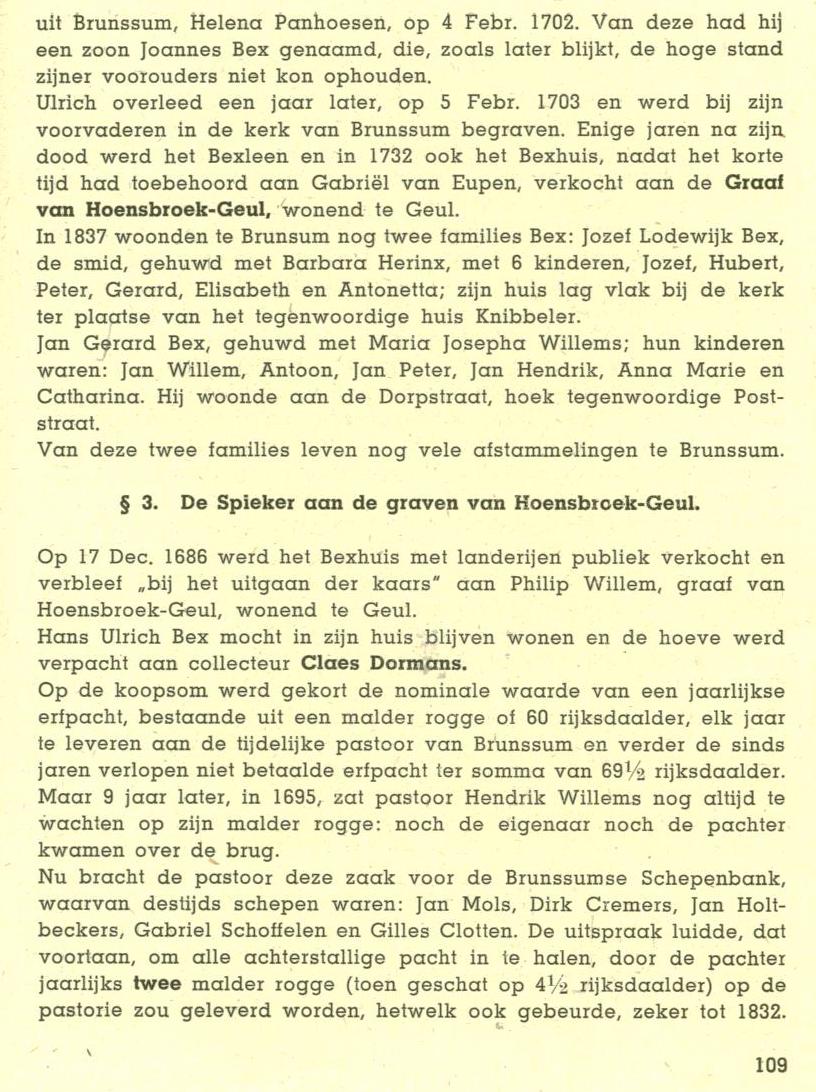 uit Brunssum, Helena Panhoesen, op 4 Febr. 1702. Van deze had hij
een zoon Joannes Bex genaamd, die, zoals later blijkt, de hoge stand
zijner voorouders niet kon ophouden.
Ulrich overleed een jaar later, op 5 Febr. 1703 en werd bij zijn
voorvaderen in de kerk van Brunssum begraven. Enige jaren na zijn
dood werd het Bexleen en in 1732 ook het Bexhuis, nadat het korte
tijd had toebehoord aan Gabriël van Eupen, verkocht aan de Graaf
van Hoensbroek-Geul, wonend te Geul.
In 1837 woonden te Brunsum nog twee families Bex: Jozef Lodewijk Bex,
de smid, gehuwd met Barbara Herinx, met 6 kinderen, Jozef, Hubert,
Peter, Gerard, Elisabeth en Antonetta; zijn huis lag vlak bij de kerk
ter plaatse van het tegenwoordige huis Knibbeler.
Jan Gerard Bex, gehuwd met Maria Josepha Willems; hun kinderen
waren: Jan Willem, Antoon, Jan Peter, Jan Hendrik, Anna Marie en
Catharina. Hij woonde aan de Dorpstraat, hoek tegenwoordige Post-
straat.
Van deze twee families leven nog vele afstammelingen te Brunssum.
§ 3. De Spieker aan de graven van Hoensbroek-Geul.
Op 17 Dec. 1686 werd het Bexhuis met landerijen publiek verkocht en
verbleef „bij het uitgaan der kaars" aan Philip Willem, graaf van
Hoensbroek-Geul, wonend te Geul.
Hans Ulrich Bex mocht in zijn huis blijven wonen en de hoeve werd
verpacht aan collecteur Claes Dormans.
Op de koopsom werd gekort de nominale waarde van een jaarlijkse
erfpacht, bestaande uit een malder rogge of 60 rijksdaalder, elk jaar
te leveren aan de tijdelijke pastoor van Brunssum en verder de sinds
jaren verlopen niet betaalde erfpacht ter somma van 69½ rijksdaalder.
Maar 9 jaar later, in 1695, zat pastoor Hendrik Willems nog altijd te
wachten op zijn malder rogge: noch de eigenaar noch de pachter
kwamen over de brug.
Nu bracht de pastoor deze zaak voor de Brunssumse Schepenbank,
waarvan destijds schepen waren: Jan Mols, Dirk Cremers, Jan Holt-
beckers, Gabriel Schoffelen en Gilles Clotten. De uitspraak luidde, dat
voortaan, om alle achterstallige pacht in te halen, door de pachter
jaarlijks twee malder rogge (toen geschat op 4½ rijksdaalder) op de
pastorie zou geleverd worden, hetwelk ook gebeurde, zeker tot 1832.
109